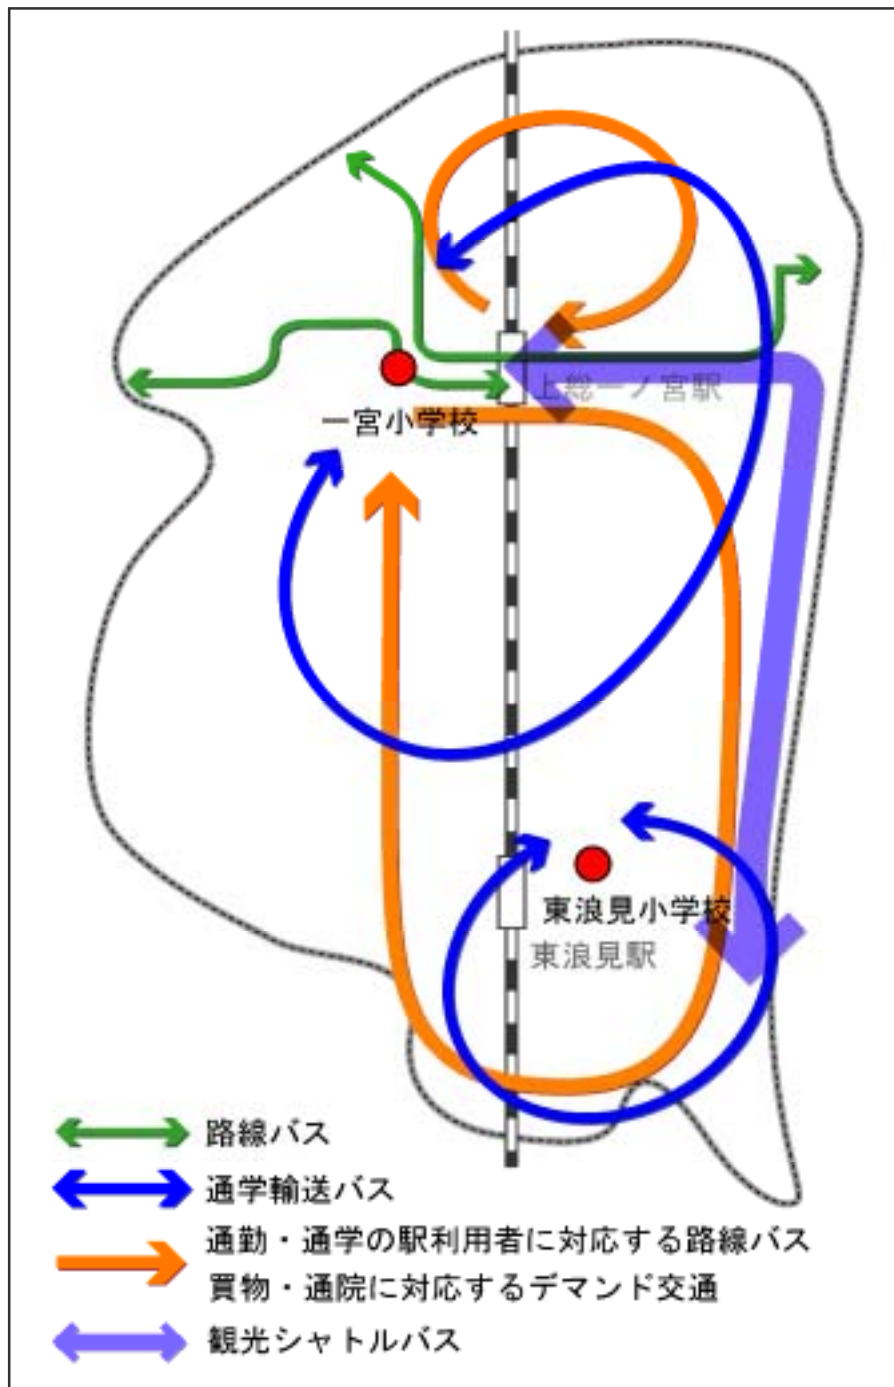 上総一ノ宮駅
一宮小学校
東浪見小学校
東浪見駅
路線バス
通学輸送バス
通勤・通学の駅利用者に対応する路線バス
買物・通院に対応するデマンド交通
観光シャトルバス